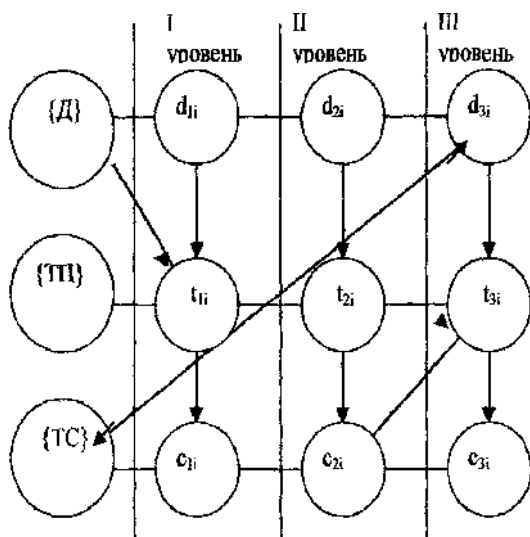 I II III
уровень уровень уровень
{Д} d1i d2i d3i
{ТП} t1i t2i t3i
{ТС} c1i c2i c3i